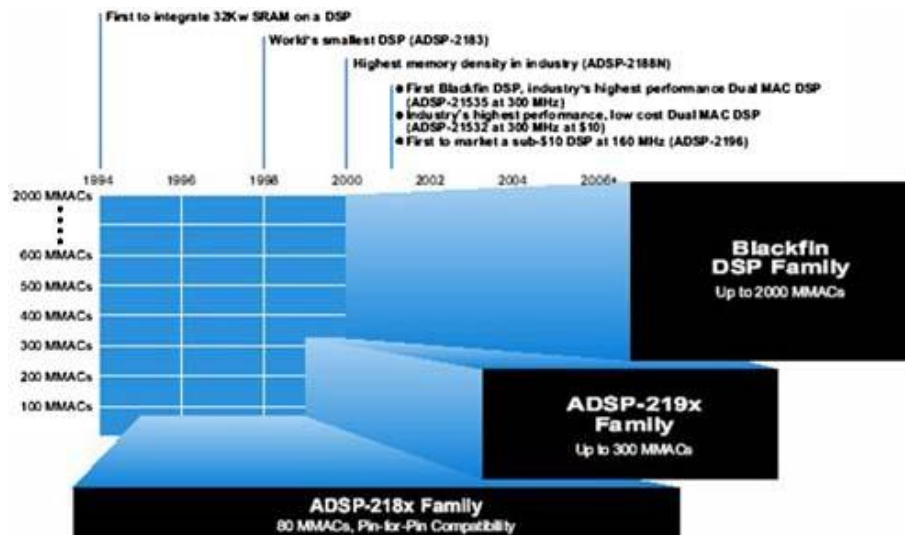 First to integrate 32Kw SRAM on a DSP
World's smallest DSP (ADSP-2183)
Highest memory density in industry (ADSP-2188N)
● First Blackfin DSP, industry's highest performance Dual MAC DSP
(ADSP-21535 at 300 MHz)
● Industry's highest performance, low cost Dual MAC DSP
(ADSP-21532 at 300 MHz at $10)
● First to market a sub-$10 DSP at 160 MHz (ADSP-2196)
1994 1996 1998 2000 2002 2004 2006+
2000 MMACs
600 MMACs
500 MMACs
400 MMACs
300 MMACs
200 MMACs
100 MMACs
Blackfin
DSP Family
Up to 2000 MMACs
ADSP-219x
Family
Up to 300 MMACs
ADSP-218x Family
80 MMACs, Pin-for-Pin Compatibility